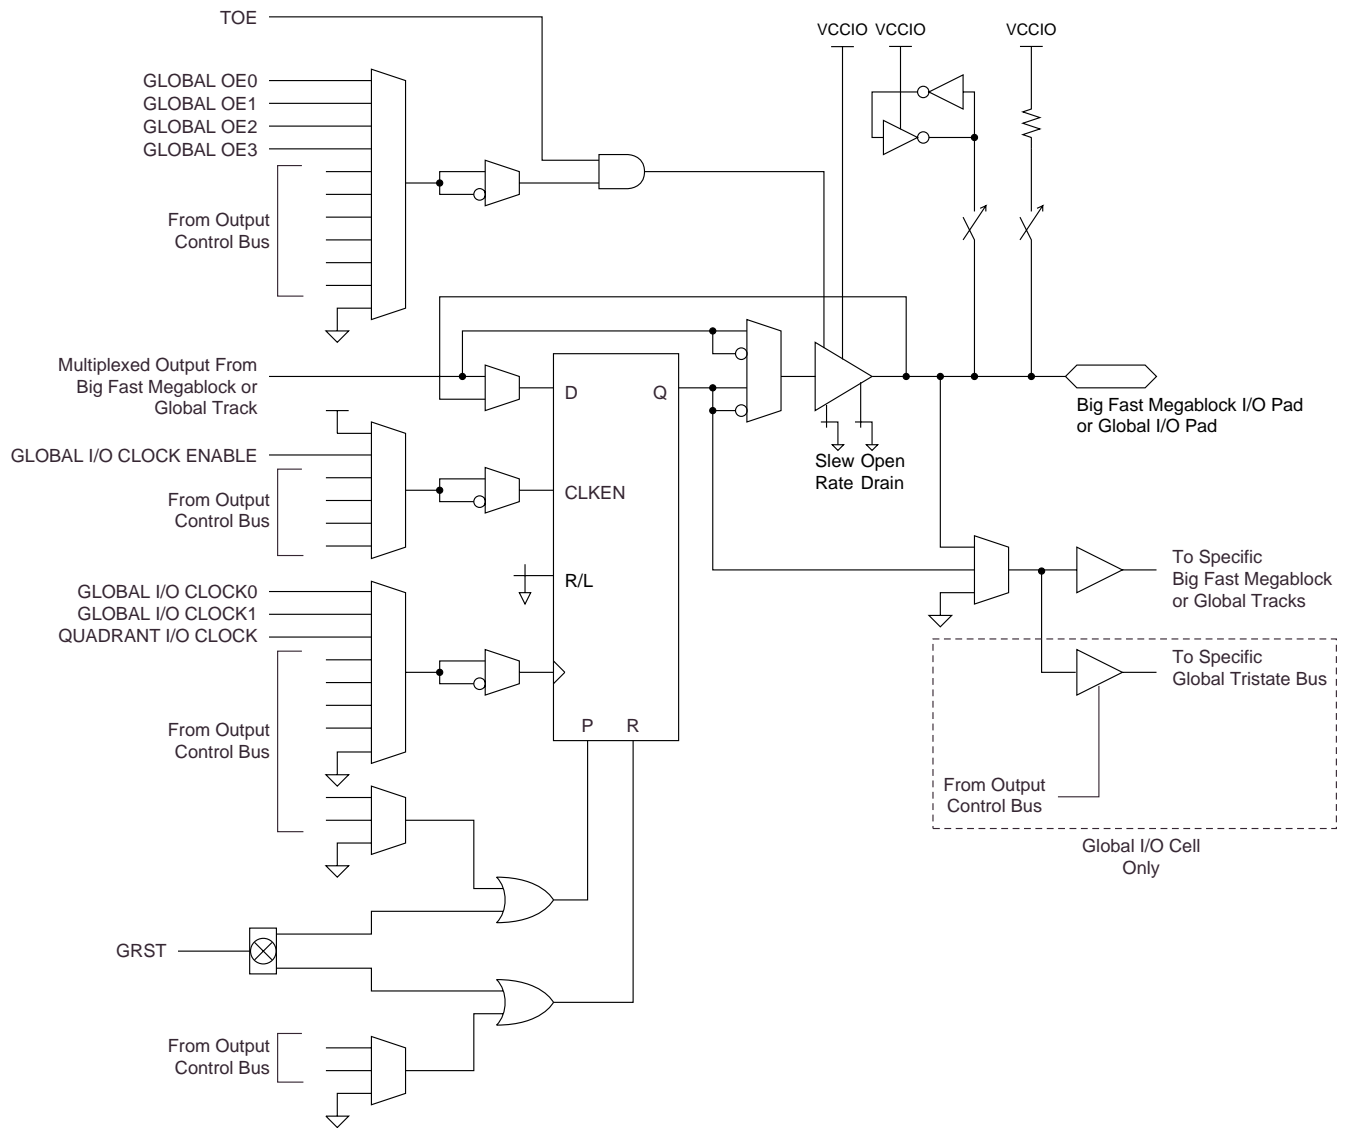 TOE
VCCIO VCCIO
VCCIO
GLOBAL OE0
GLOBAL OE1
GLOBAL OE2
GLOBAL OE3
From Output
Control Bus
Multiplexed Output From
Big Fast Megablock or
Global Track
D
Q
Big Fast Megablock I/O Pad
or Global I/O Pad
GLOBAL I/O CLOCK ENABLE
Slew Open
Rate Drain
From Output
Control Bus
CLKEN
To Specific
Big Fast Megablock
or Global Tracks
R/L
GLOBAL I/O CLOCK0
GLOBAL I/O CLOCK1
QUADRANT I/O CLOCK
To Specific
Global Tristate Bus
From Output
Control Bus
P
R
From Output
Control Bus
Global I/O Cell
Only
GRST
From Output
Control Bus